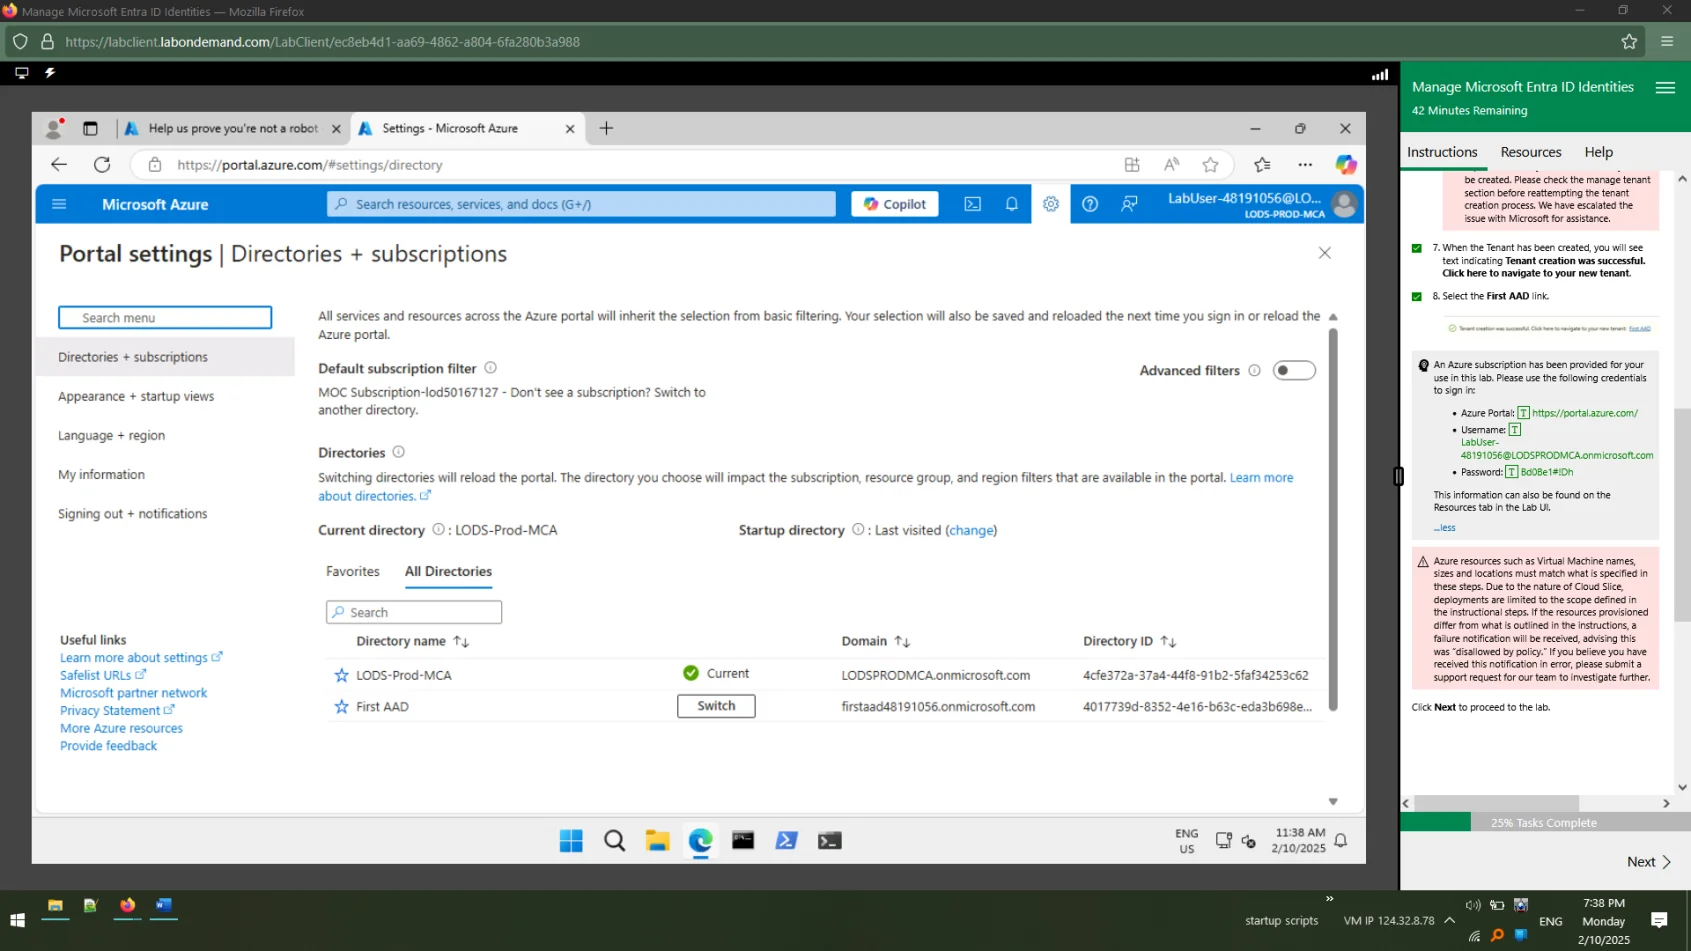 Manage Microsoft Entra ID Identities — Mozilla Firefox
https://labclient.labondemand.com/LabClient/ec8eb4d1-aa69-4862-a804-6fa280b3a988
Help us prove you're not a robot
Settings - Microsoft Azure
https://portal.azure.com/#settings/directory
Microsoft Azure
Search resources, services, and docs (G+/)
Copilot
LabUser-48191056@LO...
LODS-PROD-MCA
Portal settings | Directories + subscriptions
Search menu
Directories + subscriptions
Appearance + startup views
Language + region
My information
Signing out + notifications
Useful links
Learn more about settings
Safelist URLs
Microsoft partner network
Privacy Statement
More Azure resources
Provide feedback
All services and resources across the Azure portal will inherit the selection from basic filtering. Your selection will also be saved and reloaded the next time you sign in or reload the
Azure portal.
Default subscription filter
Advanced filters
MOC Subscription-lod50167127 - Don't see a subscription? Switch to
another directory.
Directories
Switching directories will reload the portal. The directory you choose will impact the subscription, resource group, and region filters that are available in the portal. Learn more
about directories.
Current directory : LODS-Prod-MCA
Startup directory : Last visited (change)
Favorites
All Directories
Search
Directory name
Domain
Directory ID
LODS-Prod-MCA
Current
LODSPRODMCA.onmicrosoft.com
4cfe372a-37a4-44f8-91b2-5faf34253c62
First AAD
Switch
firstaad48191056.onmicrosoft.com
4017739d-8352-4e16-b63c-eda3b698e...
ENG
US
11:38 AM
2/10/2025
Manage Microsoft Entra ID Identities
42 Minutes Remaining
Instructions
Resources
Help
be created. Please check the manage tenant
section before reattempting the tenant
creation process. We have escalated the
issue with Microsoft for assistance.
7. When the Tenant has been created, you will see
text indicating Tenant creation was successful.
Click here to navigate to your new tenant.
8. Select the First AAD link.
Tenant creation was successful. Click here to navigate to your new tenant: First AAD
An Azure subscription has been provided for your
use in this lab. Please use the following credentials
to sign in:
• Azure Portal: T https://portal.azure.com/
• Username: T
LabUser-
48191056@LODSPRODMCA.onmicrosoft.com
• Password: T Bd0Be1#!Dh
This information can also be found on the
Resources tab in the Lab UI.
...less
Azure resources such as Virtual Machine names,
sizes and locations must match what is specified in
these steps. Due to the nature of Cloud Slice,
deployments are limited to the scope defined in
the instructional steps. If the resources provisioned
differ from what is outlined in the instructions, a
failure notification will be received, advising this
was "disallowed by policy." If you believe you have
received this notification in error, please submit a
support request for our team to investigate further.
Click Next to proceed to the lab.
25% Tasks Complete
Next
startup scripts
VM IP 124.32.8.78
ENG
7:38 PM
Monday
2/10/2025